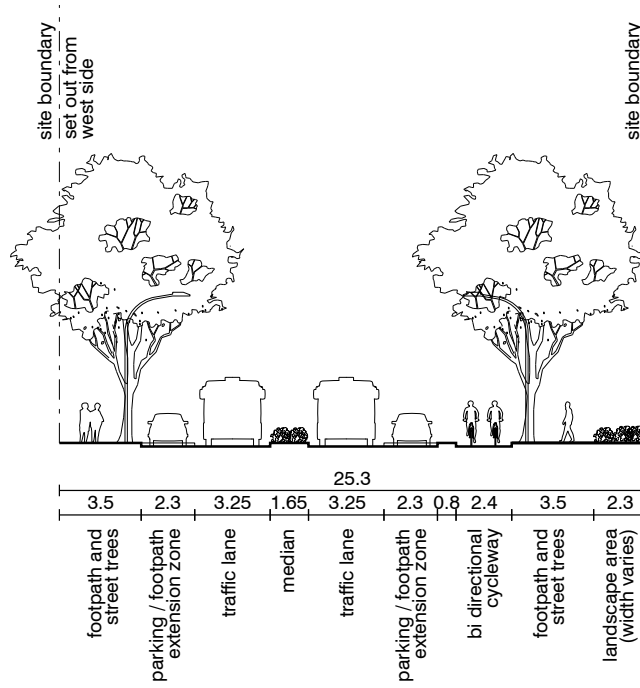 site boundary
set out from
west side
site boundary
25.3
3.5 2.3 3.25 1.65 3.25 2.3 0.8 2.4 3.5 2.3
footpath and
street trees
parking / footpath
extension zone
traffic lane
median
traffic lane
parking / footpath
extension zone
bi directional
cycleway
footpath and
street trees
landscape area
(width varies)